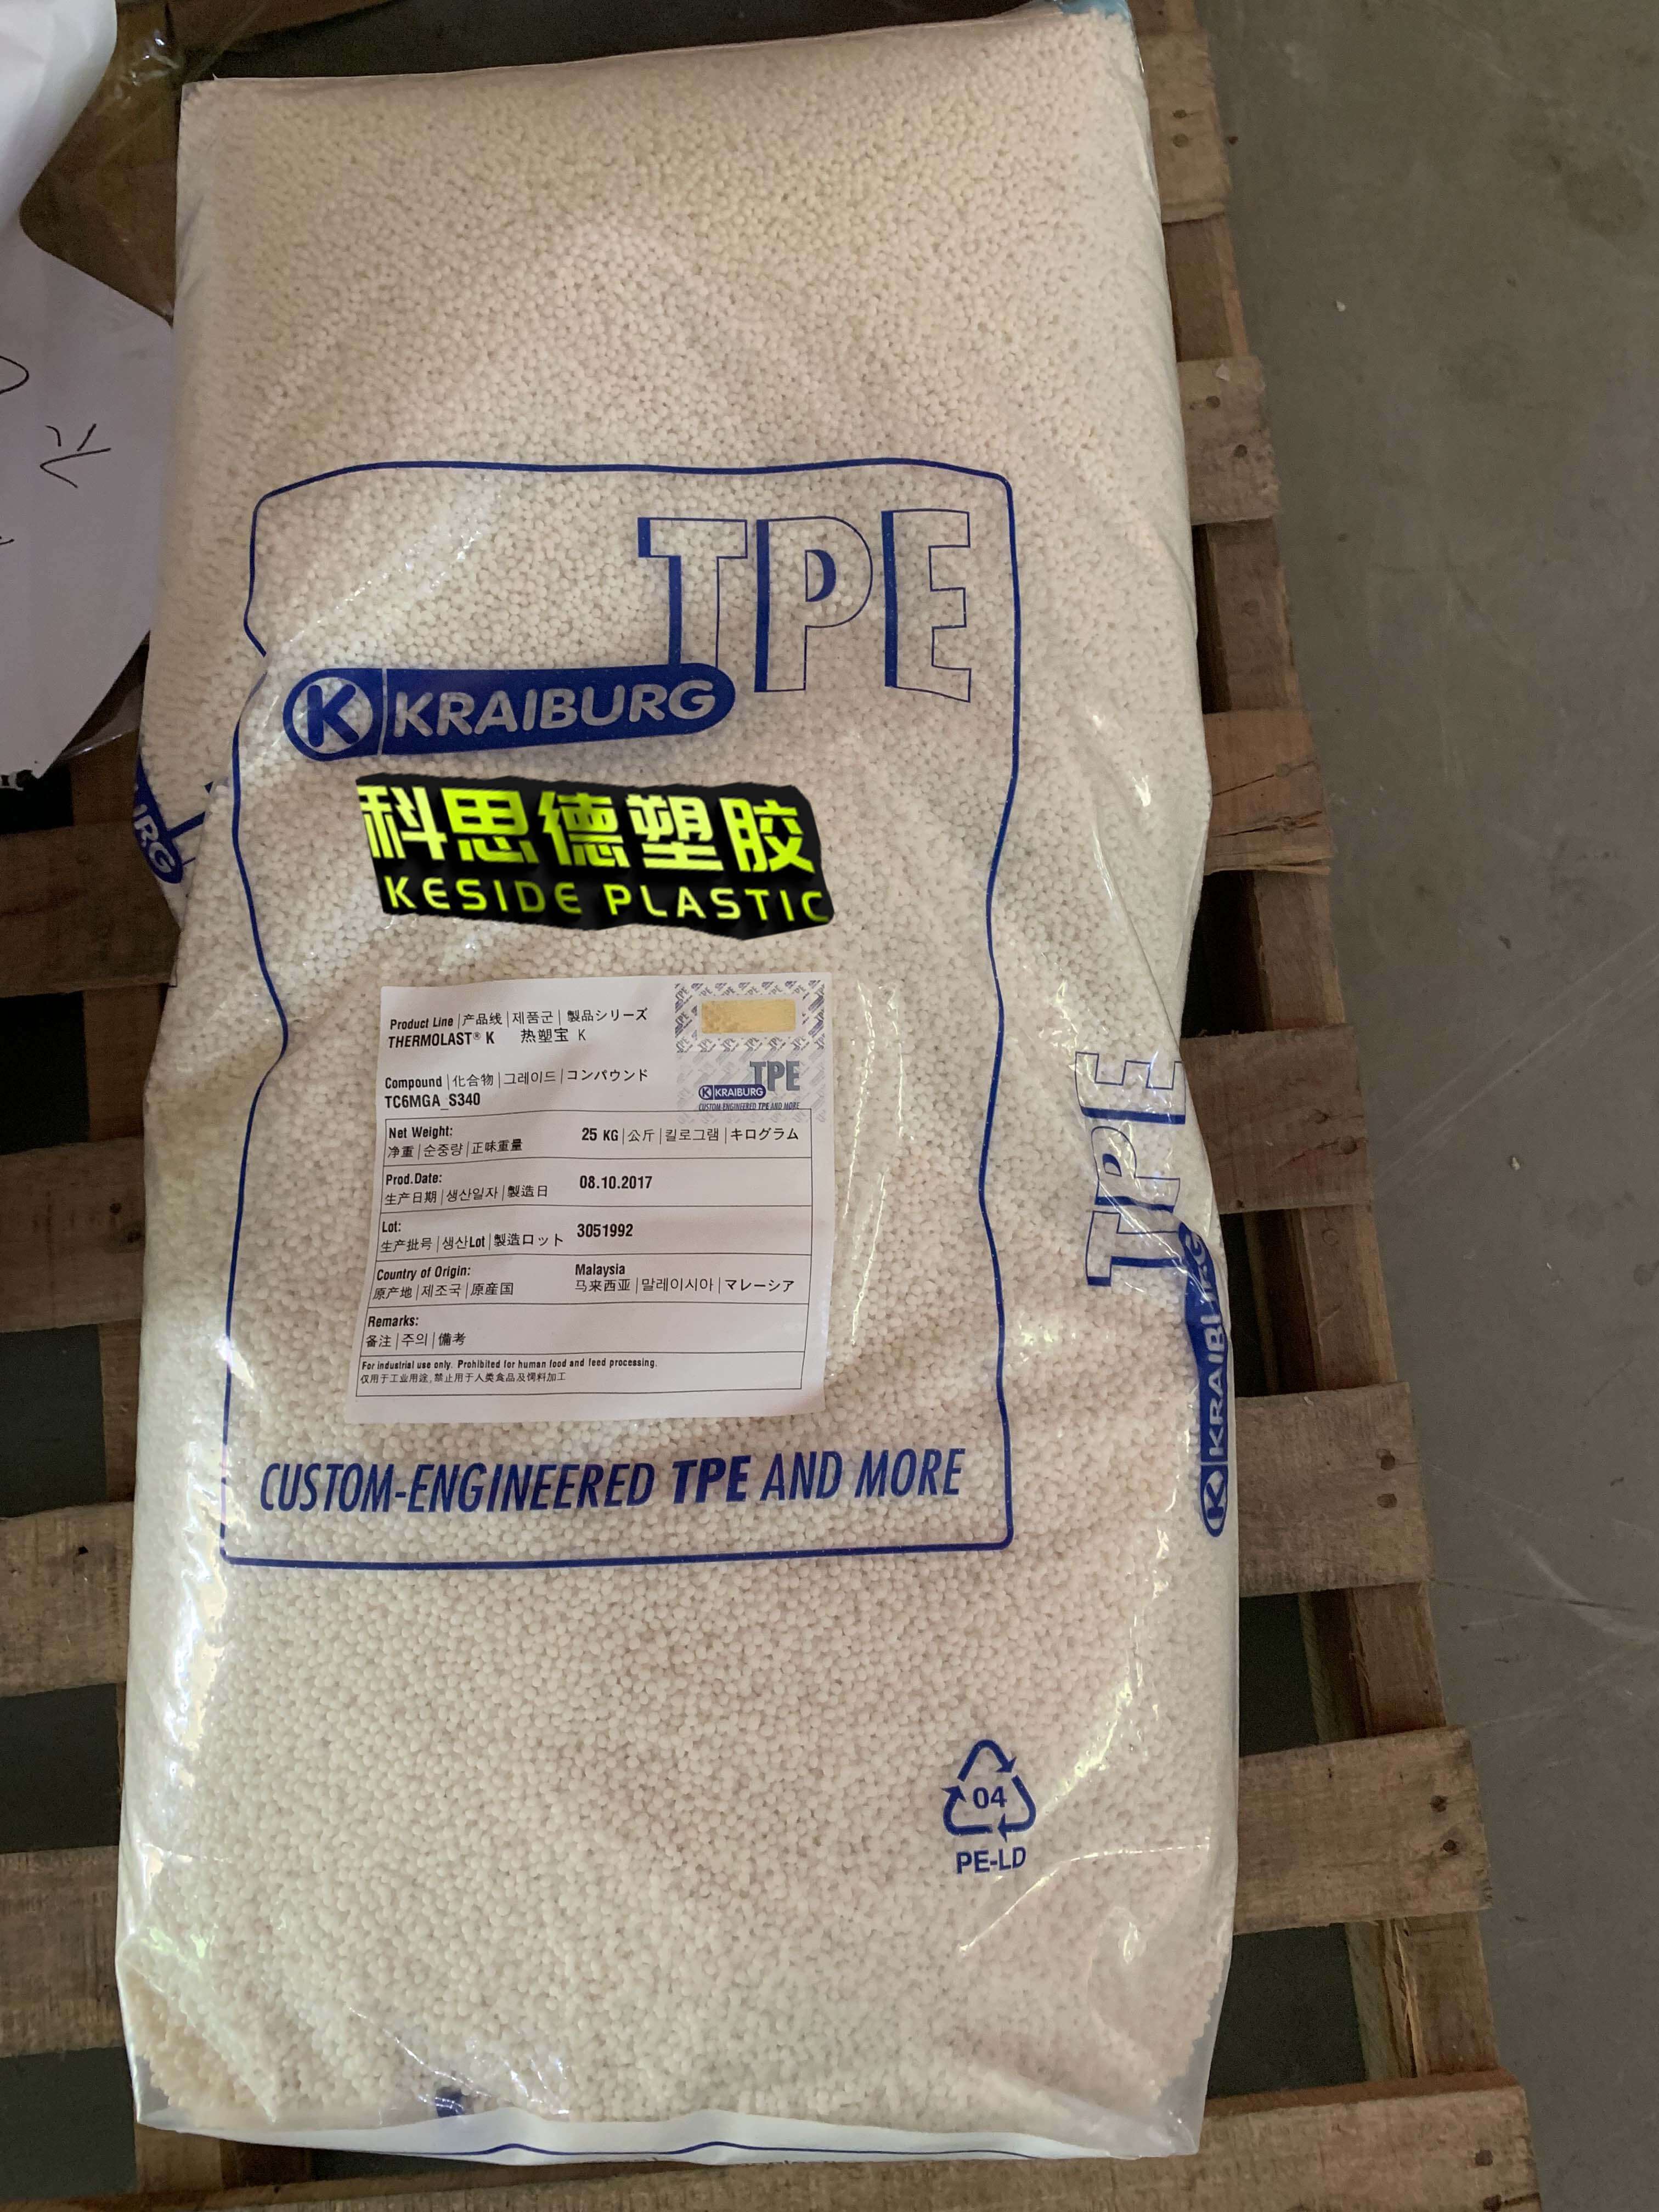 TPE
K KRAIBURG
科思德塑胶
KESIDE PLASTIC
Product Line | 产品线 | 제품군 | 製品シリーズ
THERMOLAST® K 热塑宝 K
Compound | 化合物 | 그레이드 | コンパウンド
TC6MGA_S340
TPE
K KRAIBURG
CUSTOM-ENGINEERED TPE AND MORE
Net Weight: 25 KG | 公斤 | 킬로그램 | キログラム
净重 | 순중량 | 正味重量
Prod.Date: 08.10.2017
生产日期 | 생산일자 | 製造日
Lot: 3051992
生产批号 | 생산Lot | 製造ロット
Country of Origin: Malaysia
原产地 | 제조국 | 原産国 马来西亚 | 말레이시아 | マレーシア
Remarks:
备注 | 주의 | 備考
For industrial use only. Prohibited for human food and feed processing.
仅用于工业用途,禁止用于人类食品及饲料加工
CUSTOM-ENGINEERED TPE AND MORE
TPE
K KRAIBURG
04
PE-LD